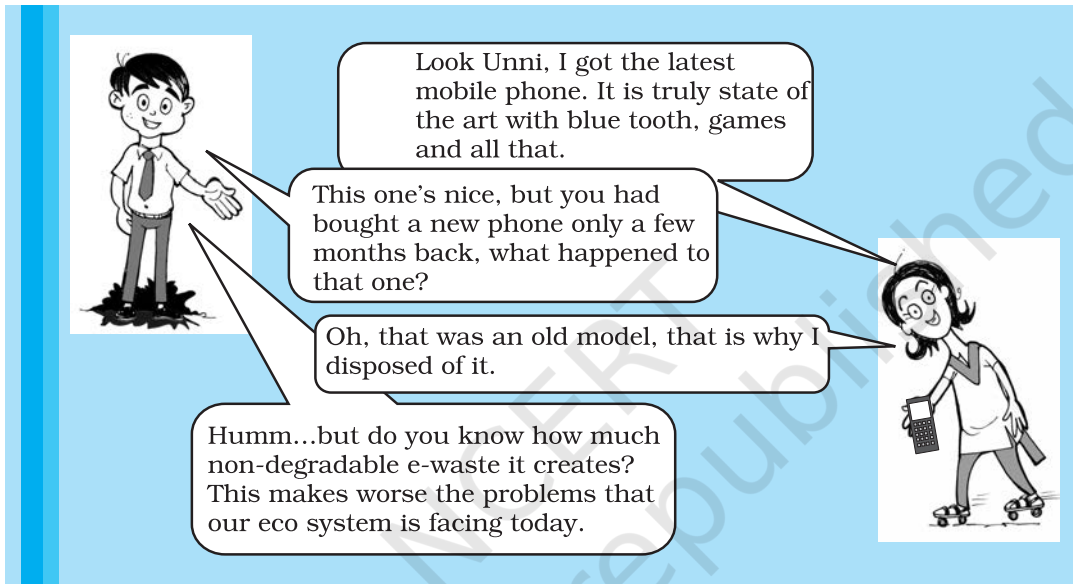 Look Unni, I got the latest
mobile phone. It is truly state of
the art with blue tooth, games
and all that.
This one's nice, but you had
bought a new phone only a few
months back, what happened to
that one?
Oh, that was an old model, that is why I
disposed of it.
Humm...but do you know how much
non-degradable e-waste it creates?
This makes worse the problems that
our eco system is facing today.
NCERT
republished